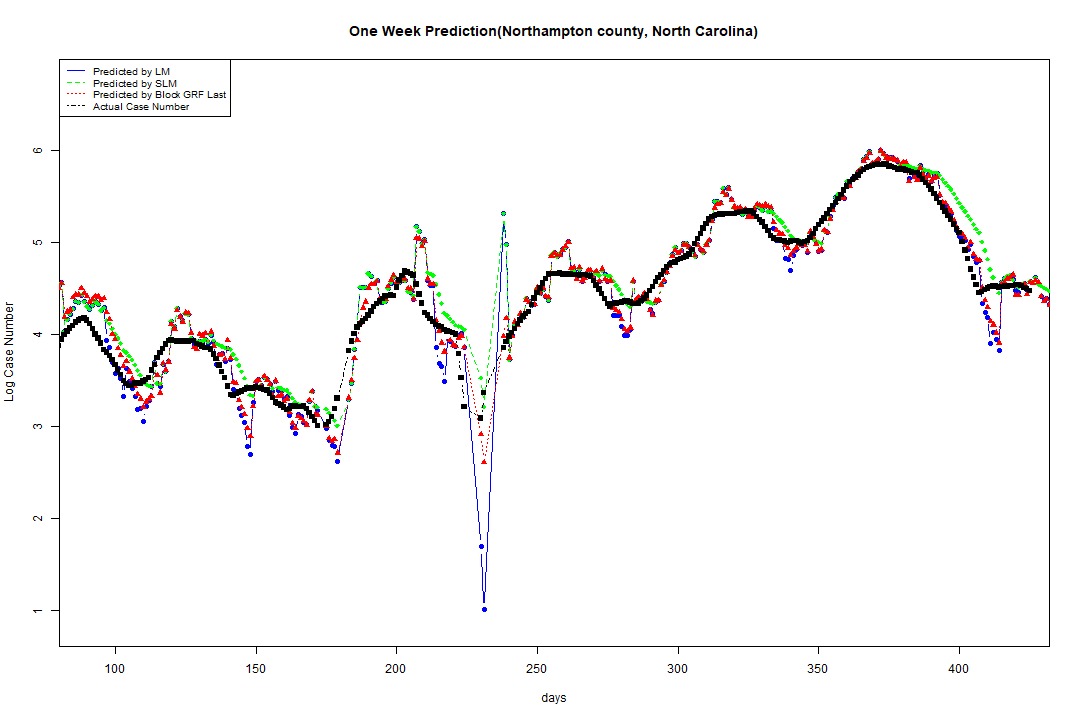 One Week Prediction(Northampton county, North Carolina)
Predicted by LM
Predicted by SLM
Predicted by Block GRF Last
Actual Case Number
6
5
4
3
2
1
Log Case Number
100 150 200 250 300 350 400
days